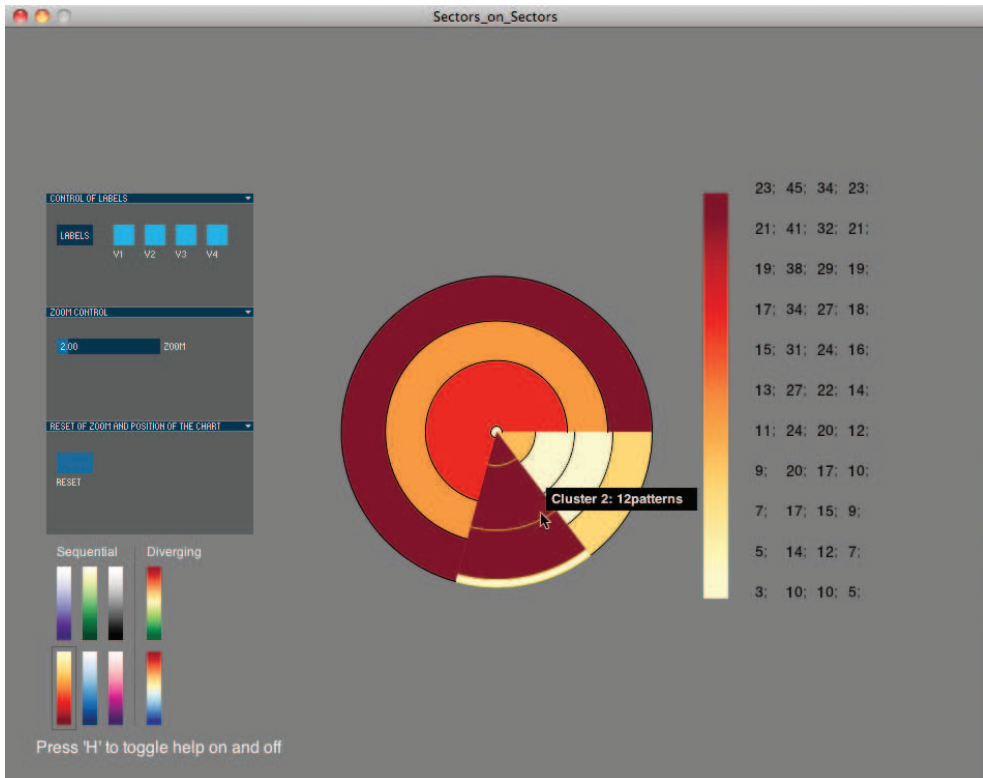 Sectors_on_Sectors
CONTROL OF LABELS
LABELS
V1 V2 V3 V4
ZOOM CONTROL
2.00 ZOOM
RESET OF ZOOM AND POSITION OF THE CHART
RESET
Sequential Diverging
Press 'H' to toggle help on and off
Cluster 2: 12patterns
23; 45; 34; 23;
21; 41; 32; 21;
19; 38; 29; 19;
17; 34; 27; 18;
15; 31; 24; 16;
13; 27; 22; 14;
11; 24; 20; 12;
9; 20; 17; 10;
7; 17; 15; 9;
5; 14; 12; 7;
3; 10; 10; 5;